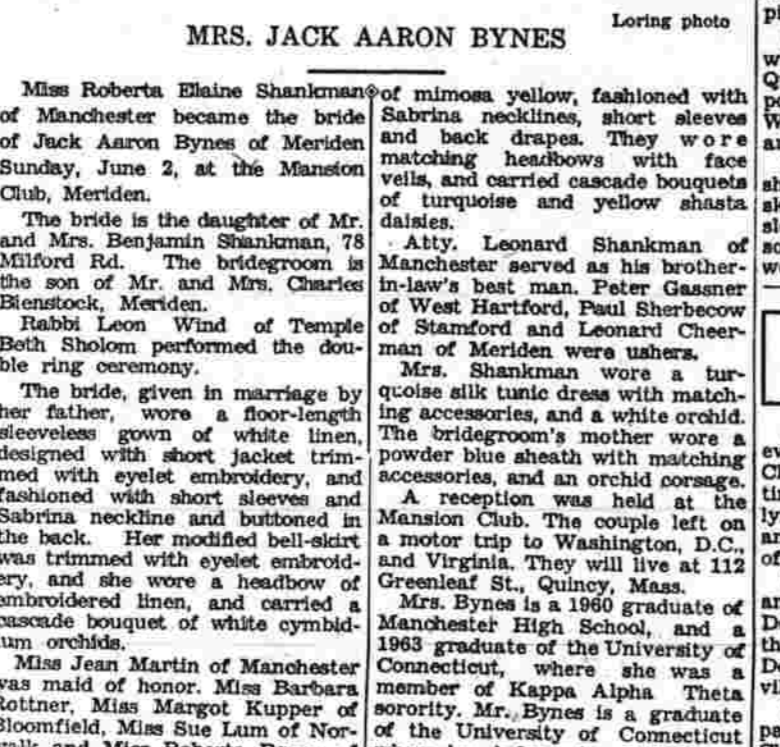 Loring photo
MRS. JACK AARON BYNES
Miss Roberta Elaine Shankman
of Manchester became the bride
of Jack Aaron Bynes of Meriden
Sunday, June 2, at the Mansion
Club, Meriden.
The bride is the daughter of Mr.
and Mrs. Benjamin Shankman, 78
Milford Rd. The bridegroom is
the son of Mr. and Mrs. Charles
Bienstock, Meriden.
Rabbi Leon Wind of Temple
Beth Sholom performed the dou-
ble ring ceremony.
The bride, given in marriage by
her father, wore a floor-length
sleeveless gown of white linen,
designed with short jacket trim-
med with eyelet embroidery, and
fashioned with short sleeves and
Sabrina neckline and buttoned in
the back. Her modified bell-skirt
was trimmed with eyelet embroid-
ery, and she wore a headbow of
embroidered linen, and carried a
cascade bouquet of white cymbid-
ium orchids.
Miss Jean Martin of Manchester
was maid of honor. Miss Barbara
Rottner, Miss Margot Kupper of
Bloomfield, Miss Sue Lum of Nor-
walk and Miss Roberta
of mimosa yellow, fashioned with
Sabrina necklines, short sleeves
and back drapes. They wore
matching headbows with face
veils, and carried cascade bouquets
of turquoise and yellow shasta
daisies.
Atty. Leonard Shankman of
Manchester served as his brother-
in-law's best man. Peter Gassner
of West Hartford, Paul Sherbecow
of Stamford and Leonard Cheer-
man of Meriden were ushers.
Mrs. Shankman wore a tur-
quoise silk tunic dress with match-
ing accessories, and a white orchid.
The bridegroom's mother wore a
powder blue sheath with matching
accessories, and an orchid corsage.
A reception was held at the
Mansion Club. The couple left on
a motor trip to Washington, D.C.,
and Virginia. They will live at 112
Greenleaf St., Quincy, Mass.
Mrs. Bynes is a 1960 graduate of
Manchester High School, and a
1963 graduate of the University of
Connecticut, where she was a
member of Kappa Alpha Theta
sorority. Mr. Bynes is a graduate
of the University of Connecticut